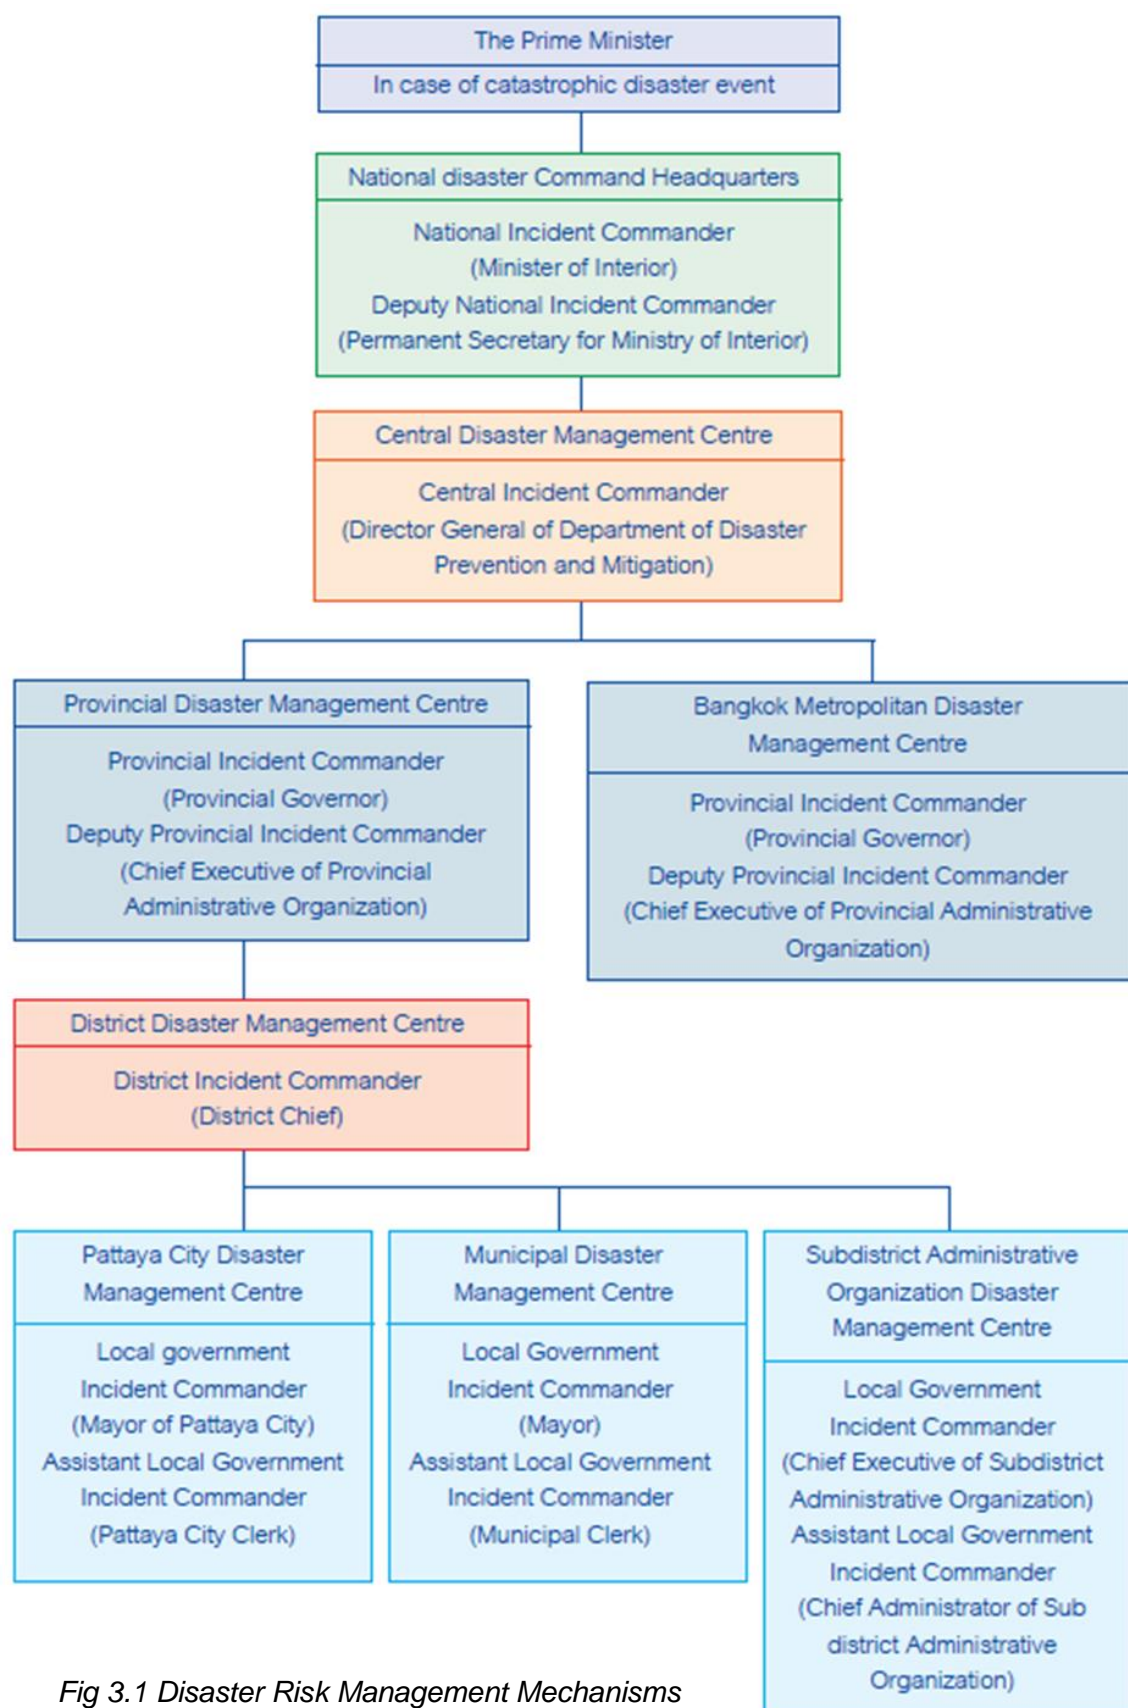 The Prime Minister
In case of catastrophic disaster event
National disaster Command Headquarters
National Incident Commander
(Minister of Interior)
Deputy National Incident Commander
(Permanent Secretary for Ministry of Interior)
Central Disaster Management Centre
Central Incident Commander
(Director General of Department of Disaster
Prevention and Mitigation)
Provincial Disaster Management Centre
Provincial Incident Commander
(Provincial Governor)
Deputy Provincial Incident Commander
(Chief Executive of Provincial
Administrative Organization)
Bangkok Metropolitan Disaster
Management Centre
Provincial Incident Commander
(Provincial Governor)
Deputy Provincial Incident Commander
(Chief Executive of Provincial Administrative
Organization)
District Disaster Management Centre
District Incident Commander
(District Chief)
Pattaya City Disaster
Management Centre
Local government
Incident Commander
(Mayor of Pattaya City)
Assistant Local Government
Incident Commander
(Pattaya City Clerk)
Municipal Disaster
Management Centre
Local Government
Incident Commander
(Mayor)
Assistant Local Government
Incident Commander
(Municipal Clerk)
Subdistrict Administrative
Organization Disaster
Management Centre
Local Government
Incident Commander
(Chief Executive of Subdistrict
Administrative Organization)
Assistant Local Government
Incident Commander
(Chief Administrator of Sub
district Administrative
Organization)
Fig 3.1 Disaster Risk Management Mechanisms